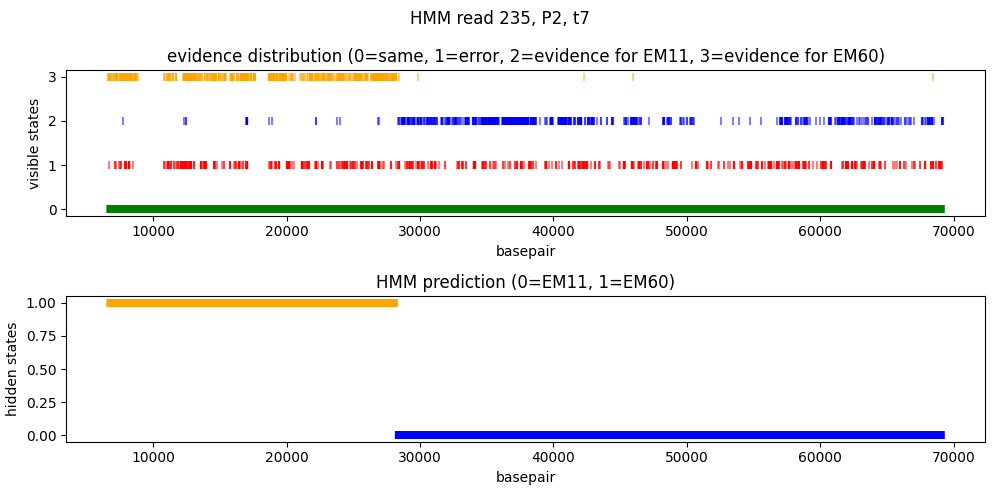 HMM read 235, P2, t7
evidence distribution (0=same, 1=error, 2=evidence for EM11, 3=evidence for EM60)
visible states
3
2
1
0
10000 20000 30000 40000 50000 60000 70000
basepair
HMM prediction (0=EM11, 1=EM60)
hidden states
1.00
0.75
0.50
0.25
0.00
10000 20000 30000 40000 50000 60000 70000
basepair